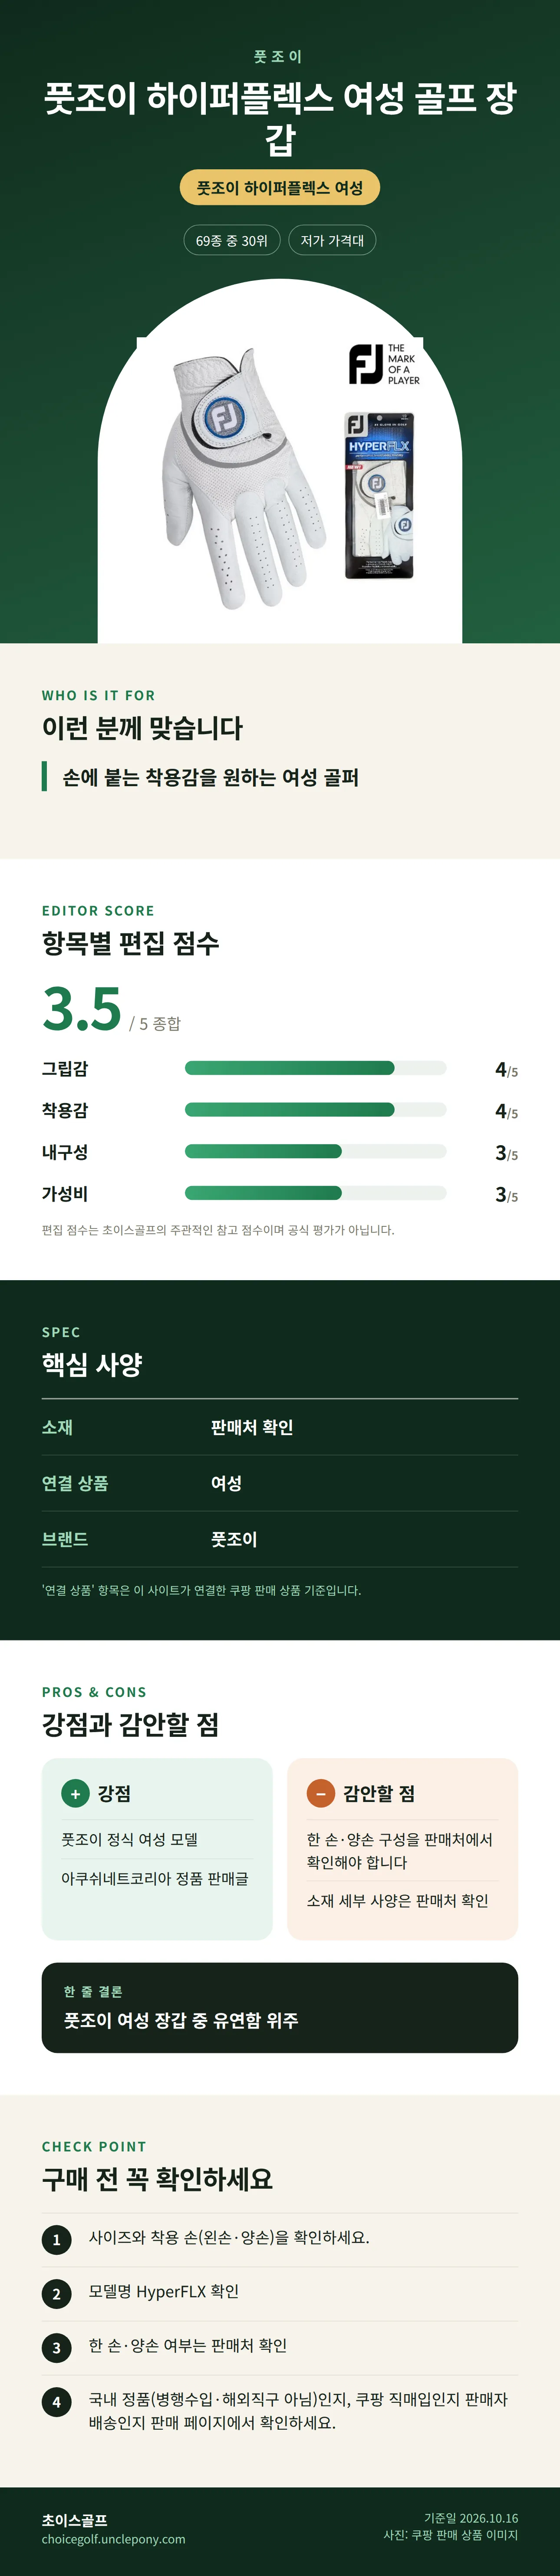 풋조이
풋조이 하이퍼플렉스 여성 골프 장
갑
풋조이 하이퍼플렉스 여성
69종 중 30위
저가 가격대
FJ
THE
MARK
OF A
PLAYER
FJ
FJ
HYPERFLX
WHO IS IT FOR
이런 분께 맞습니다
손에 붙는 착용감을 원하는 여성 골퍼
EDITOR SCORE
항목별 편집 점수
3.5 / 5 종합
그립감 4/5
착용감 4/5
내구성 3/5
가성비 3/5
편집 점수는 초이스골프의 주관적인 참고 점수이며 공식 평가가 아닙니다.
SPEC
핵심 사양
소재 판매처 확인
연결 상품 여성
브랜드 풋조이
'연결 상품' 항목은 이 사이트가 연결한 쿠팡 판매 상품 기준입니다.
PROS & CONS
강점과 감안할 점
+ 강점
풋조이 정식 여성 모델
아쿠쉬네트코리아 정품 판매글
− 감안할 점
한 손·양손 구성을 판매처에서
확인해야 합니다
소재 세부 사양은 판매처 확인
한 줄 결론
풋조이 여성 장갑 중 유연함 위주
CHECK POINT
구매 전 꼭 확인하세요
1 사이즈와 착용 손(왼손·양손)을 확인하세요.
2 모델명 HyperFLX 확인
3 한 손·양손 여부는 판매처 확인
4 국내 정품(병행수입·해외직구 아님)인지, 쿠팡 직매입인지 판매자
배송인지 판매 페이지에서 확인하세요.
초이스골프
choicegolf.unclepony.com
기준일 2026.10.16
사진: 쿠팡 판매 상품 이미지